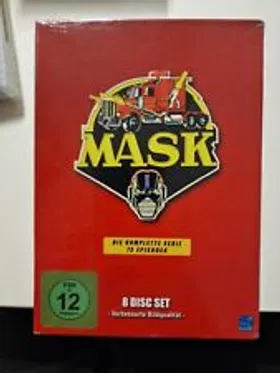 MASK
DIE KOMPLETTE SERIE
75 EPISODEN
FSK
12
8 DISC SET
- Verbesserte Bildqualität -